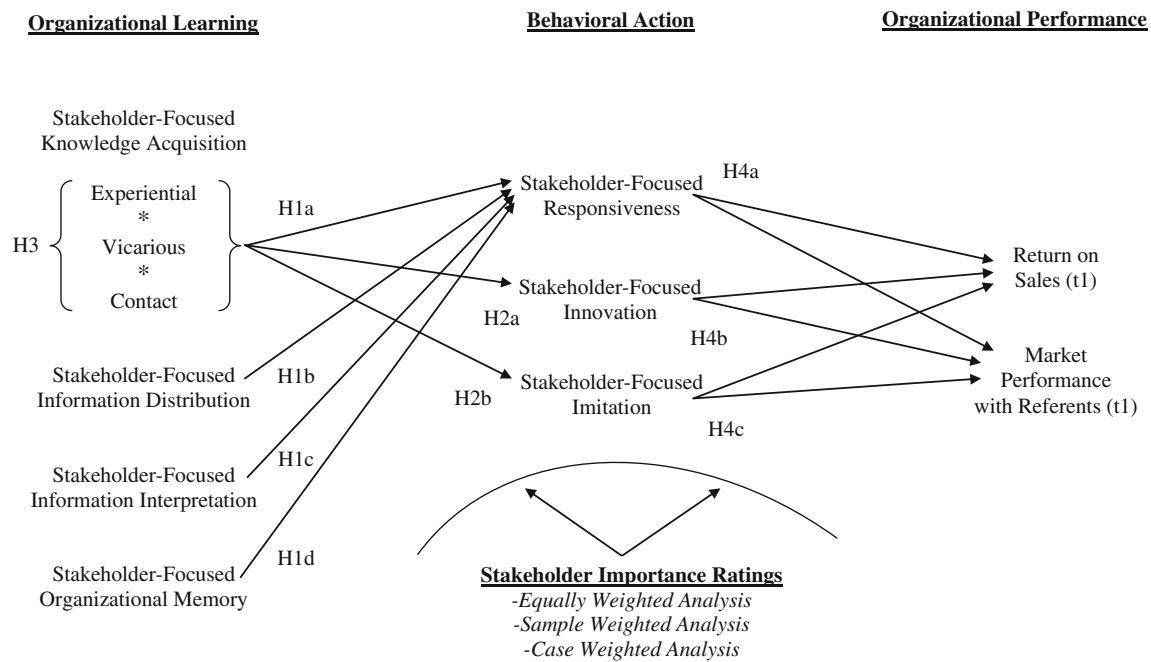 Organizational Learning
Behavioral Action
Organizational Performance
Stakeholder-Focused
Knowledge Acquisition
Experiential
*
Vicarious
*
Contact
H3
H1a
H2a
H2b
Stakeholder-Focused
Information Distribution
H1b
Stakeholder-Focused
Information Interpretation
H1c
Stakeholder-Focused
Organizational Memory
H1d
Stakeholder-Focused
Responsiveness
H4a
Stakeholder-Focused
Innovation
H4b
Stakeholder-Focused
Imitation
H4c
Return on
Sales (t1)
Market
Performance
with Referents (t1)
Stakeholder Importance Ratings
-Equally Weighted Analysis
-Sample Weighted Analysis
-Case Weighted Analysis